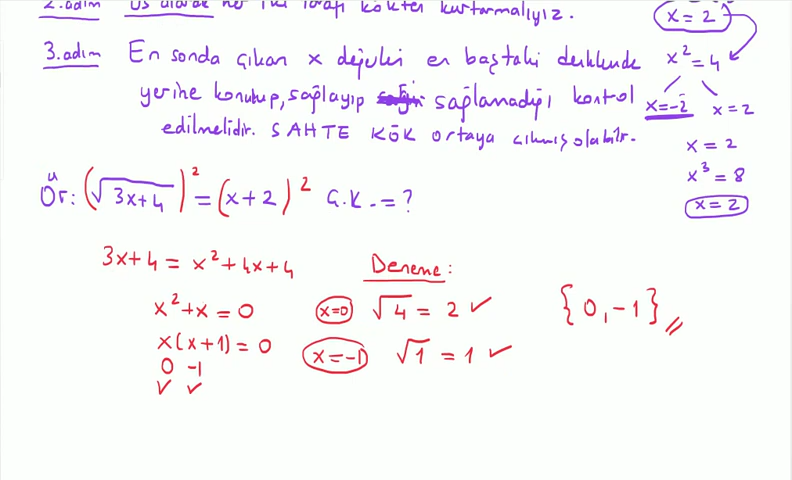 2. adım Üs alarak her iki tarafı kökten kurtarmalıyız.
3. adım En sonda çıkan x değerleri en baştaki denklemde
yerine konulup, sağlayıp sağlamadığı kontrol
edilmelidir. SAHTE KÖK ortaya çıkmış olabilir.
x = 2
x² = 4
x = -2 x = 2
x = 2
x³ = 8
x = 2
Ör: (√3x+4)² = (x+2)² Ç.K. = ?
3x+4 = x²+4x+4
x²+x = 0
x(x+1) = 0
0 -1
✓ ✓
Deneme:
x=0 √4 = 2 ✓
x=-1 √1 = 1 ✓
{0, -1}